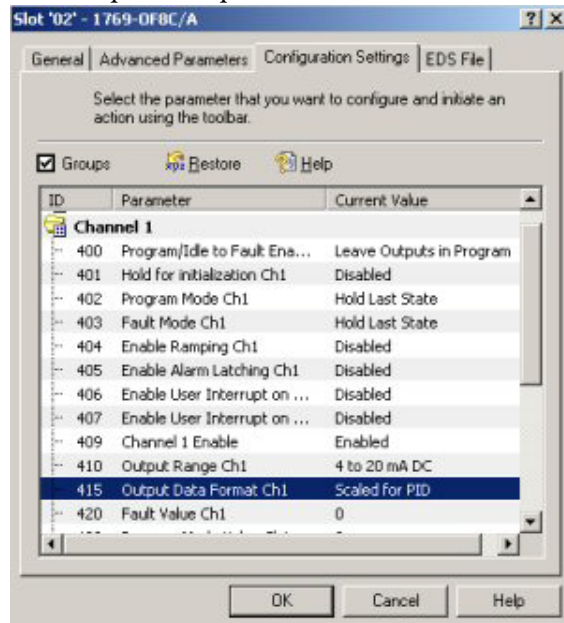 Slot '02' - 1769-OF8C/A
General Advanced Parameters Configuration Settings EDS File
Select the parameter that you want to configure and initiate an
action using the toolbar.
Groups Restore Help
ID Parameter Current Value
Channel 1
400 Program/Idle to Fault Ena... Leave Outputs in Program
401 Hold for initialization Ch1 Disabled
402 Program Mode Ch1 Hold Last State
403 Fault Mode Ch1 Hold Last State
404 Enable Ramping Ch1 Disabled
405 Enable Alarm Latching Ch1 Disabled
406 Enable User Interrupt on ... Disabled
407 Enable User Interrupt on ... Disabled
409 Channel 1 Enable Enabled
410 Output Range Ch1 4 to 20 mA DC
415 Output Data Format Ch1 Scaled for PID
420 Fault Value Ch1 0
OK Cancel Help